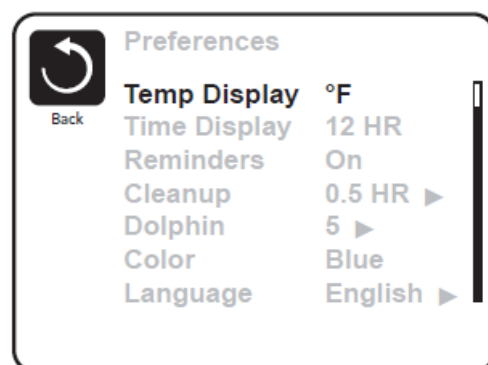 Preferences
Back
Temp Display °F
Time Display 12 HR
Reminders On
Cleanup 0.5 HR ▶
Dolphin 5 ▶
Color Blue
Language English ▶